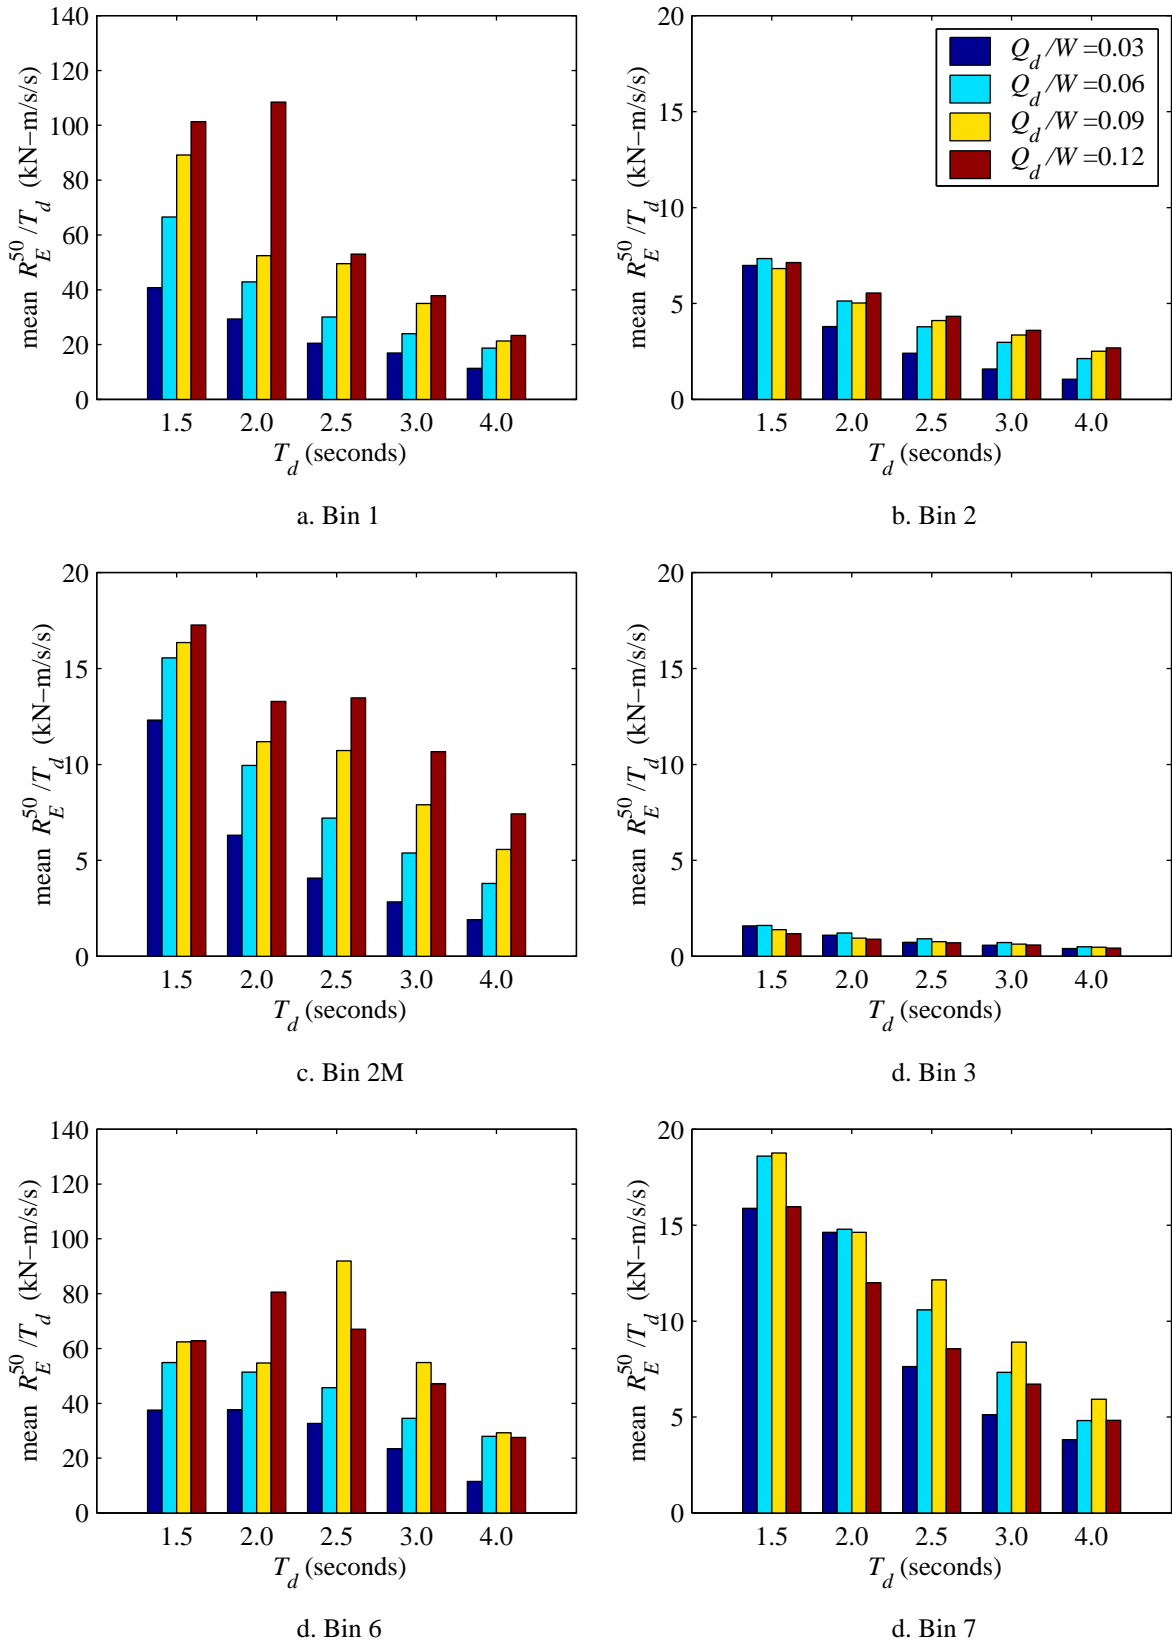 140
120
100
80
60
40
20
0
mean R_E^50/T_d (kN−m/s/s)
1.5 2.0 2.5 3.0 4.0
T_d (seconds)
a. Bin 1
20
15
10
5
0
mean R_E^50/T_d (kN−m/s/s)
Q_d/W=0.03
Q_d/W=0.06
Q_d/W=0.09
Q_d/W=0.12
1.5 2.0 2.5 3.0 4.0
T_d (seconds)
b. Bin 2
20
15
10
5
0
mean R_E^50/T_d (kN−m/s/s)
1.5 2.0 2.5 3.0 4.0
T_d (seconds)
c. Bin 2M
20
15
10
5
0
mean R_E^50/T_d (kN−m/s/s)
1.5 2.0 2.5 3.0 4.0
T_d (seconds)
d. Bin 3
140
120
100
80
60
40
20
0
mean R_E^50/T_d (kN−m/s/s)
1.5 2.0 2.5 3.0 4.0
T_d (seconds)
d. Bin 6
20
15
10
5
0
mean R_E^50/T_d (kN−m/s/s)
1.5 2.0 2.5 3.0 4.0
T_d (seconds)
d. Bin 7